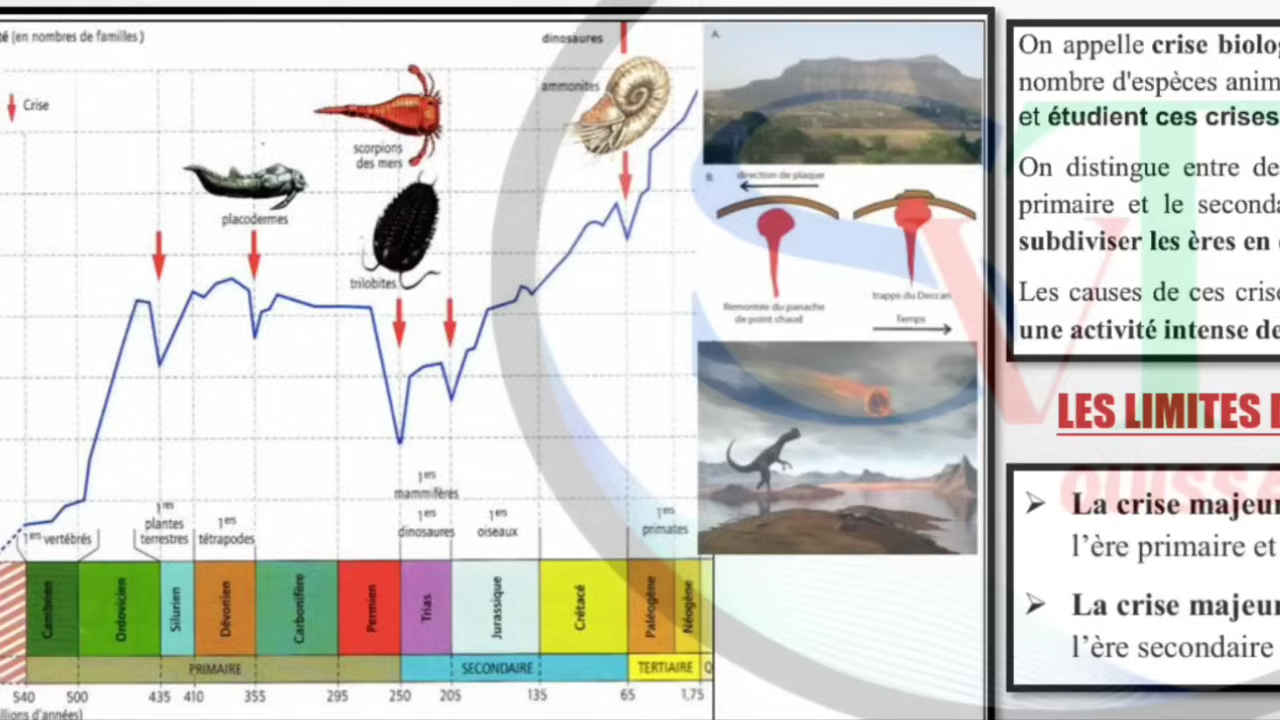 té (en nombres de familles)
dinosaures
Crise
ammonites
scorpions
des mers
placodermes
trilobites
1ers
mammifères
1res
plantes
terrestres
1ers vertébrés
1ers
tétrapodes
1ers
dinosaures
1ers
oiseaux
1ers
primates
Cambrien
Ordovicien
Silurien
Dévonien
Carbonifère
Permien
Trias
Jurassique
Crétacé
Paléogène
Néogène
PRIMAIRE
SECONDAIRE
TERTIAIRE
Q
540 500 435 410 355 295 250 205 135 65 1,75
llions d'années)
A.
B.
direction de plaque
Remontée du panache
de point chaud
trapps du Deccan
Temps
On appelle crise biolog
nombre d'espèces anim
et étudient ces crises
On distingue entre de
primaire et le seconda
subdiviser les ères en
Les causes de ces crise
une activité intense de
LES LIMITES
➢ La crise majeur
l'ère primaire et
➢ La crise majeur
l'ère secondaire